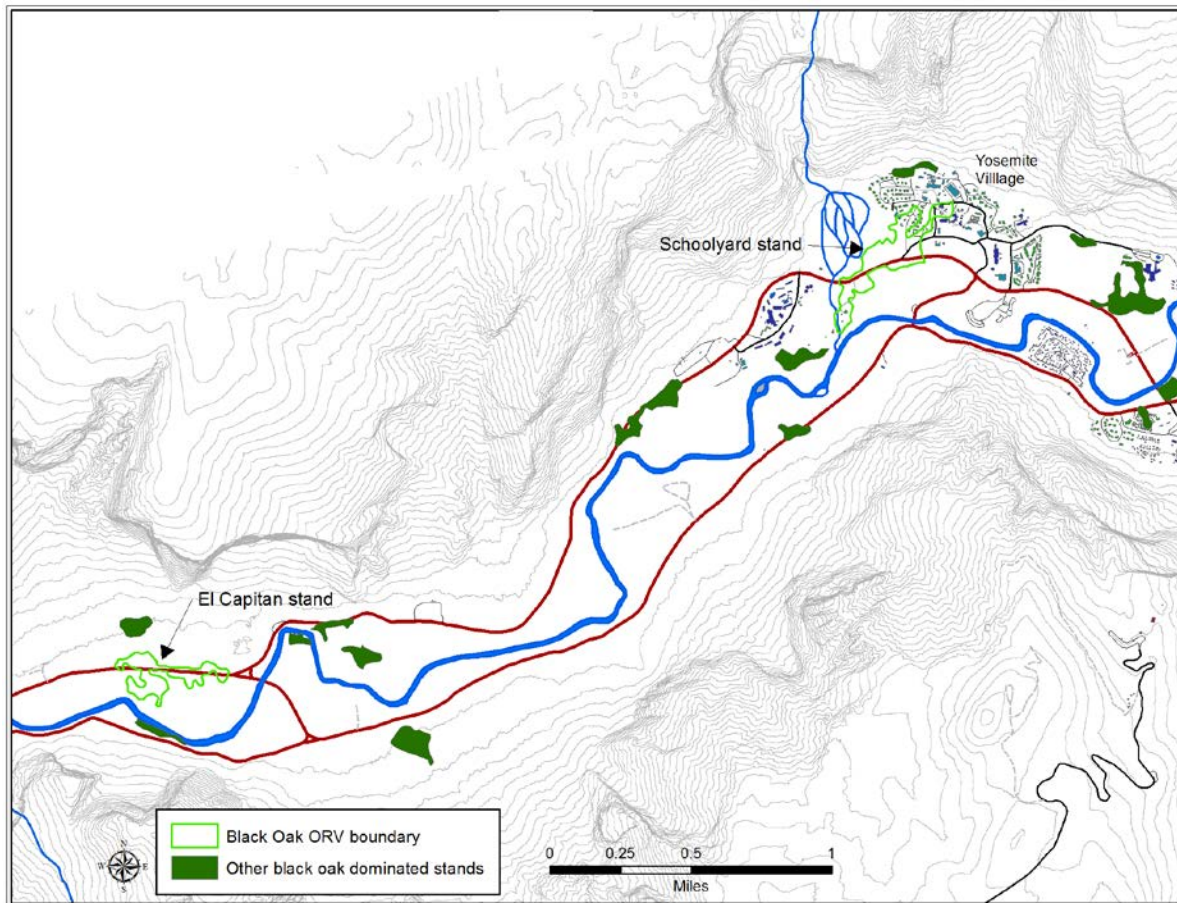 Yosemite
Villlage
Schoolyard stand
El Capitan stand
Black Oak ORV boundary
Other black oak dominated stands
N
W E
S
0 0.25 0.5 1
Miles